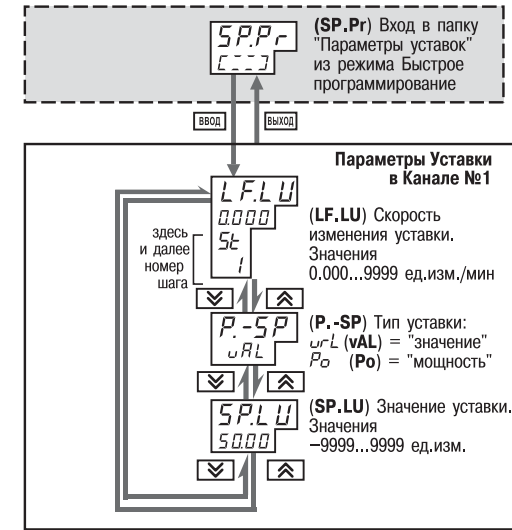 SP.Pr
[---]
(SP.Pr) Вход в папку
"Параметры уставок"
из режима Быстрое
программирование
ВВОД
ВЫХОД
Параметры Уставки
в Канале №1
LF.LU
0.000
St
1
здесь
и далее
номер
шага
(LF.LU) Скорость
изменения уставки.
Значения
0.000...9999 ед.изм./мин
P.-SP
vAL
(P.-SP) Тип уставки:
vrL (vAL) = "значение"
Po (Po) = "мощность"
SP.LU
50.00
(SP.LU) Значение уставки.
Значения
−9999...9999 ед.изм.